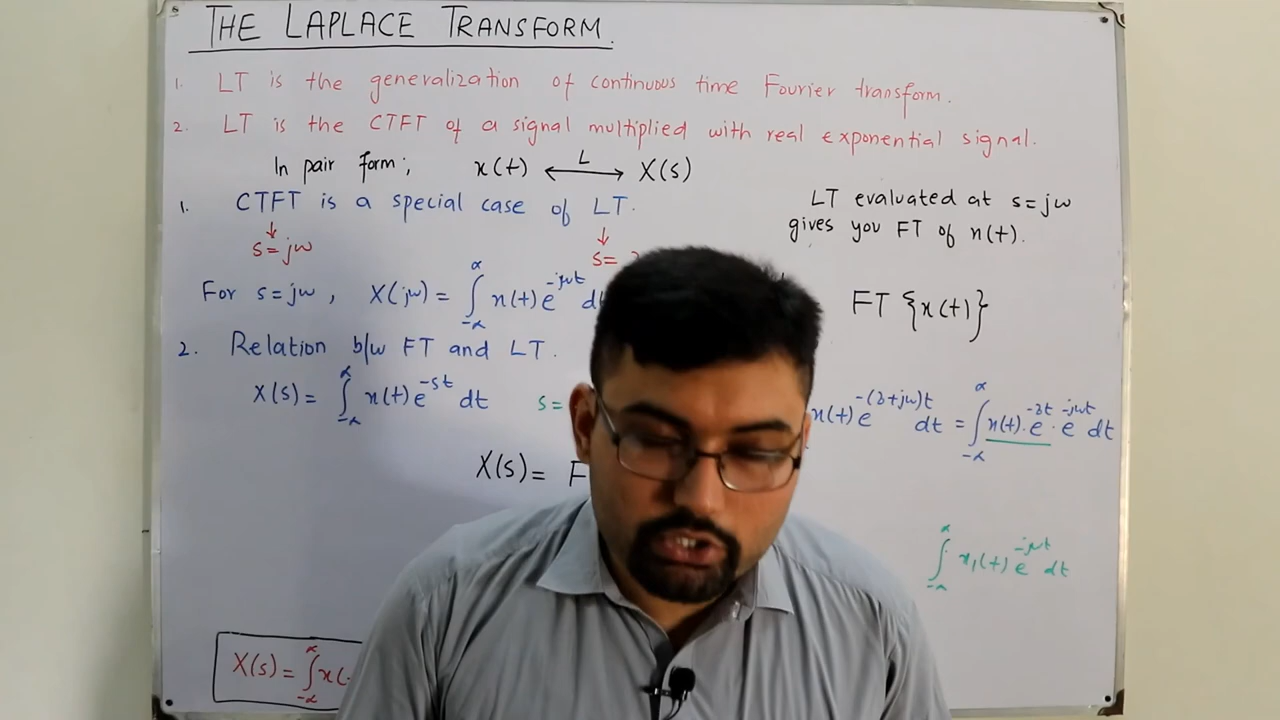 THE LAPLACE TRANSFORM.
1. LT is the generalization of continuous time Fourier transform.
2. LT is the CTFT of a signal multiplied with real exponential signal.
In pair form; x(t) ⟷ X(s)
L
1. CTFT is a special case of LT.
↓ ↓
s=jω s=
LT evaluated at s=jω
gives you FT of x(t).
For s=jω, X(jω) = ∫_{-∞}^{∞} x(t) e^{-jωt} d
FT {x(t)}
2. Relation b/w FT and LT.
X(s) = ∫_{-∞}^{∞} x(t) e^{-st} dt s=
x(t) e^{-(σ+jω)t} dt = ∫_{-∞}^{∞} x(t)·e^{-σt}·e^{-jωt} dt
X(s) = F
∫_{-∞}^{∞} x₁(t) e^{-jωt} dt
X(s) = ∫_{-∞}^{∞} x(